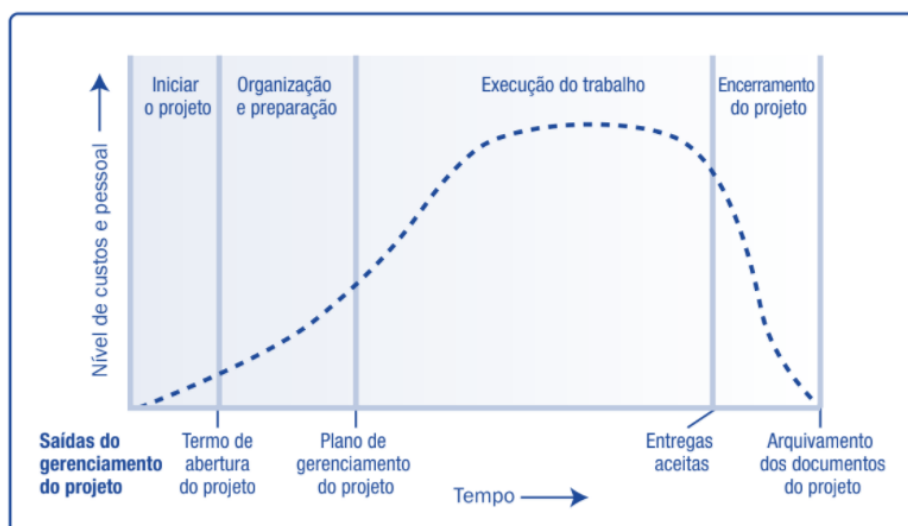 Iniciar
o projeto
Organização
e preparação
Execução do trabalho
Encerramento
do projeto
Nível de custos e pessoal
Saídas do
gerenciamento
do projeto
Termo de
abertura
do projeto
Plano de
gerenciamento
do projeto
Entregas
aceitas
Arquivamento
dos documentos
do projeto
Tempo